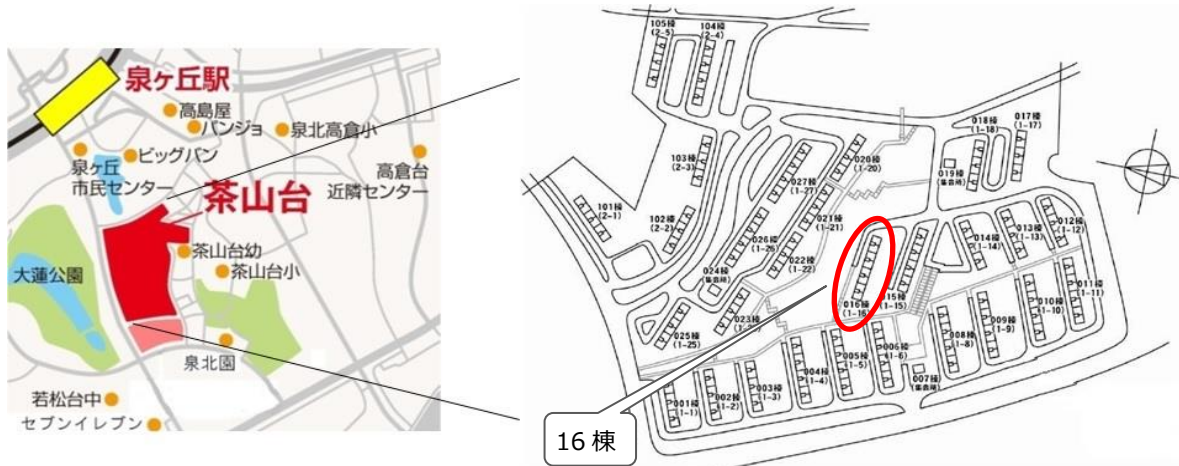 泉ヶ丘駅
高島屋
パンジョ
泉北高倉小
泉ヶ丘
市民センター
ビッグバン
高倉台
近隣センター
茶山台
茶山台幼
茶山台小
大蓮公園
泉北園
若松台中
セブンイレブン
105棟
(2-5)
104棟
(2-4)
103棟
(2-3)
101棟
(2-1)
102棟
(2-2)
018棟
(1-18)
017棟
(1-17)
019棟
(集会所)
020棟
(1-20)
027棟
(1-27)
021棟
(1-21)
026棟
(1-26)
022棟
(1-22)
024棟
(集会所)
023棟
025棟
(1-25)
016棟
(1-16)
015棟
(1-15)
014棟
(1-14)
013棟
(1-13)
012棟
(1-12)
011棟
(1-11)
010棟
(1-10)
009棟
(1-9)
008棟
(1-8)
007棟
(集会所)
006棟
(1-6)
005棟
(1-5)
004棟
(1-4)
003棟
(1-3)
002棟
(1-2)
001棟
(1-1)
16 棟